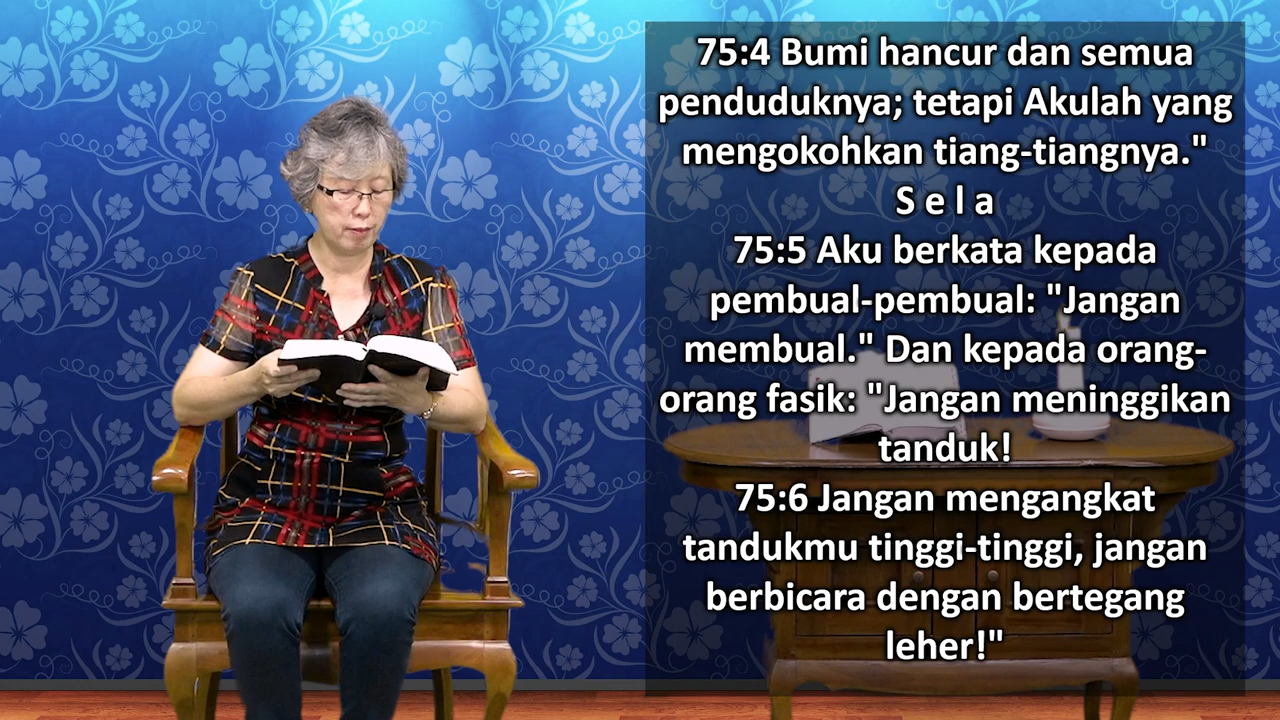 75:4 Bumi hancur dan semua
penduduknya; tetapi Akulah yang
mengokohkan tiang-tiangnya."
S e l a
75:5 Aku berkata kepada
pembual-pembual: "Jangan
membual." Dan kepada orang-
orang fasik: "Jangan meninggikan
tanduk!
75:6 Jangan mengangkat
tandukmu tinggi-tinggi, jangan
berbicara dengan bertegang
leher!"